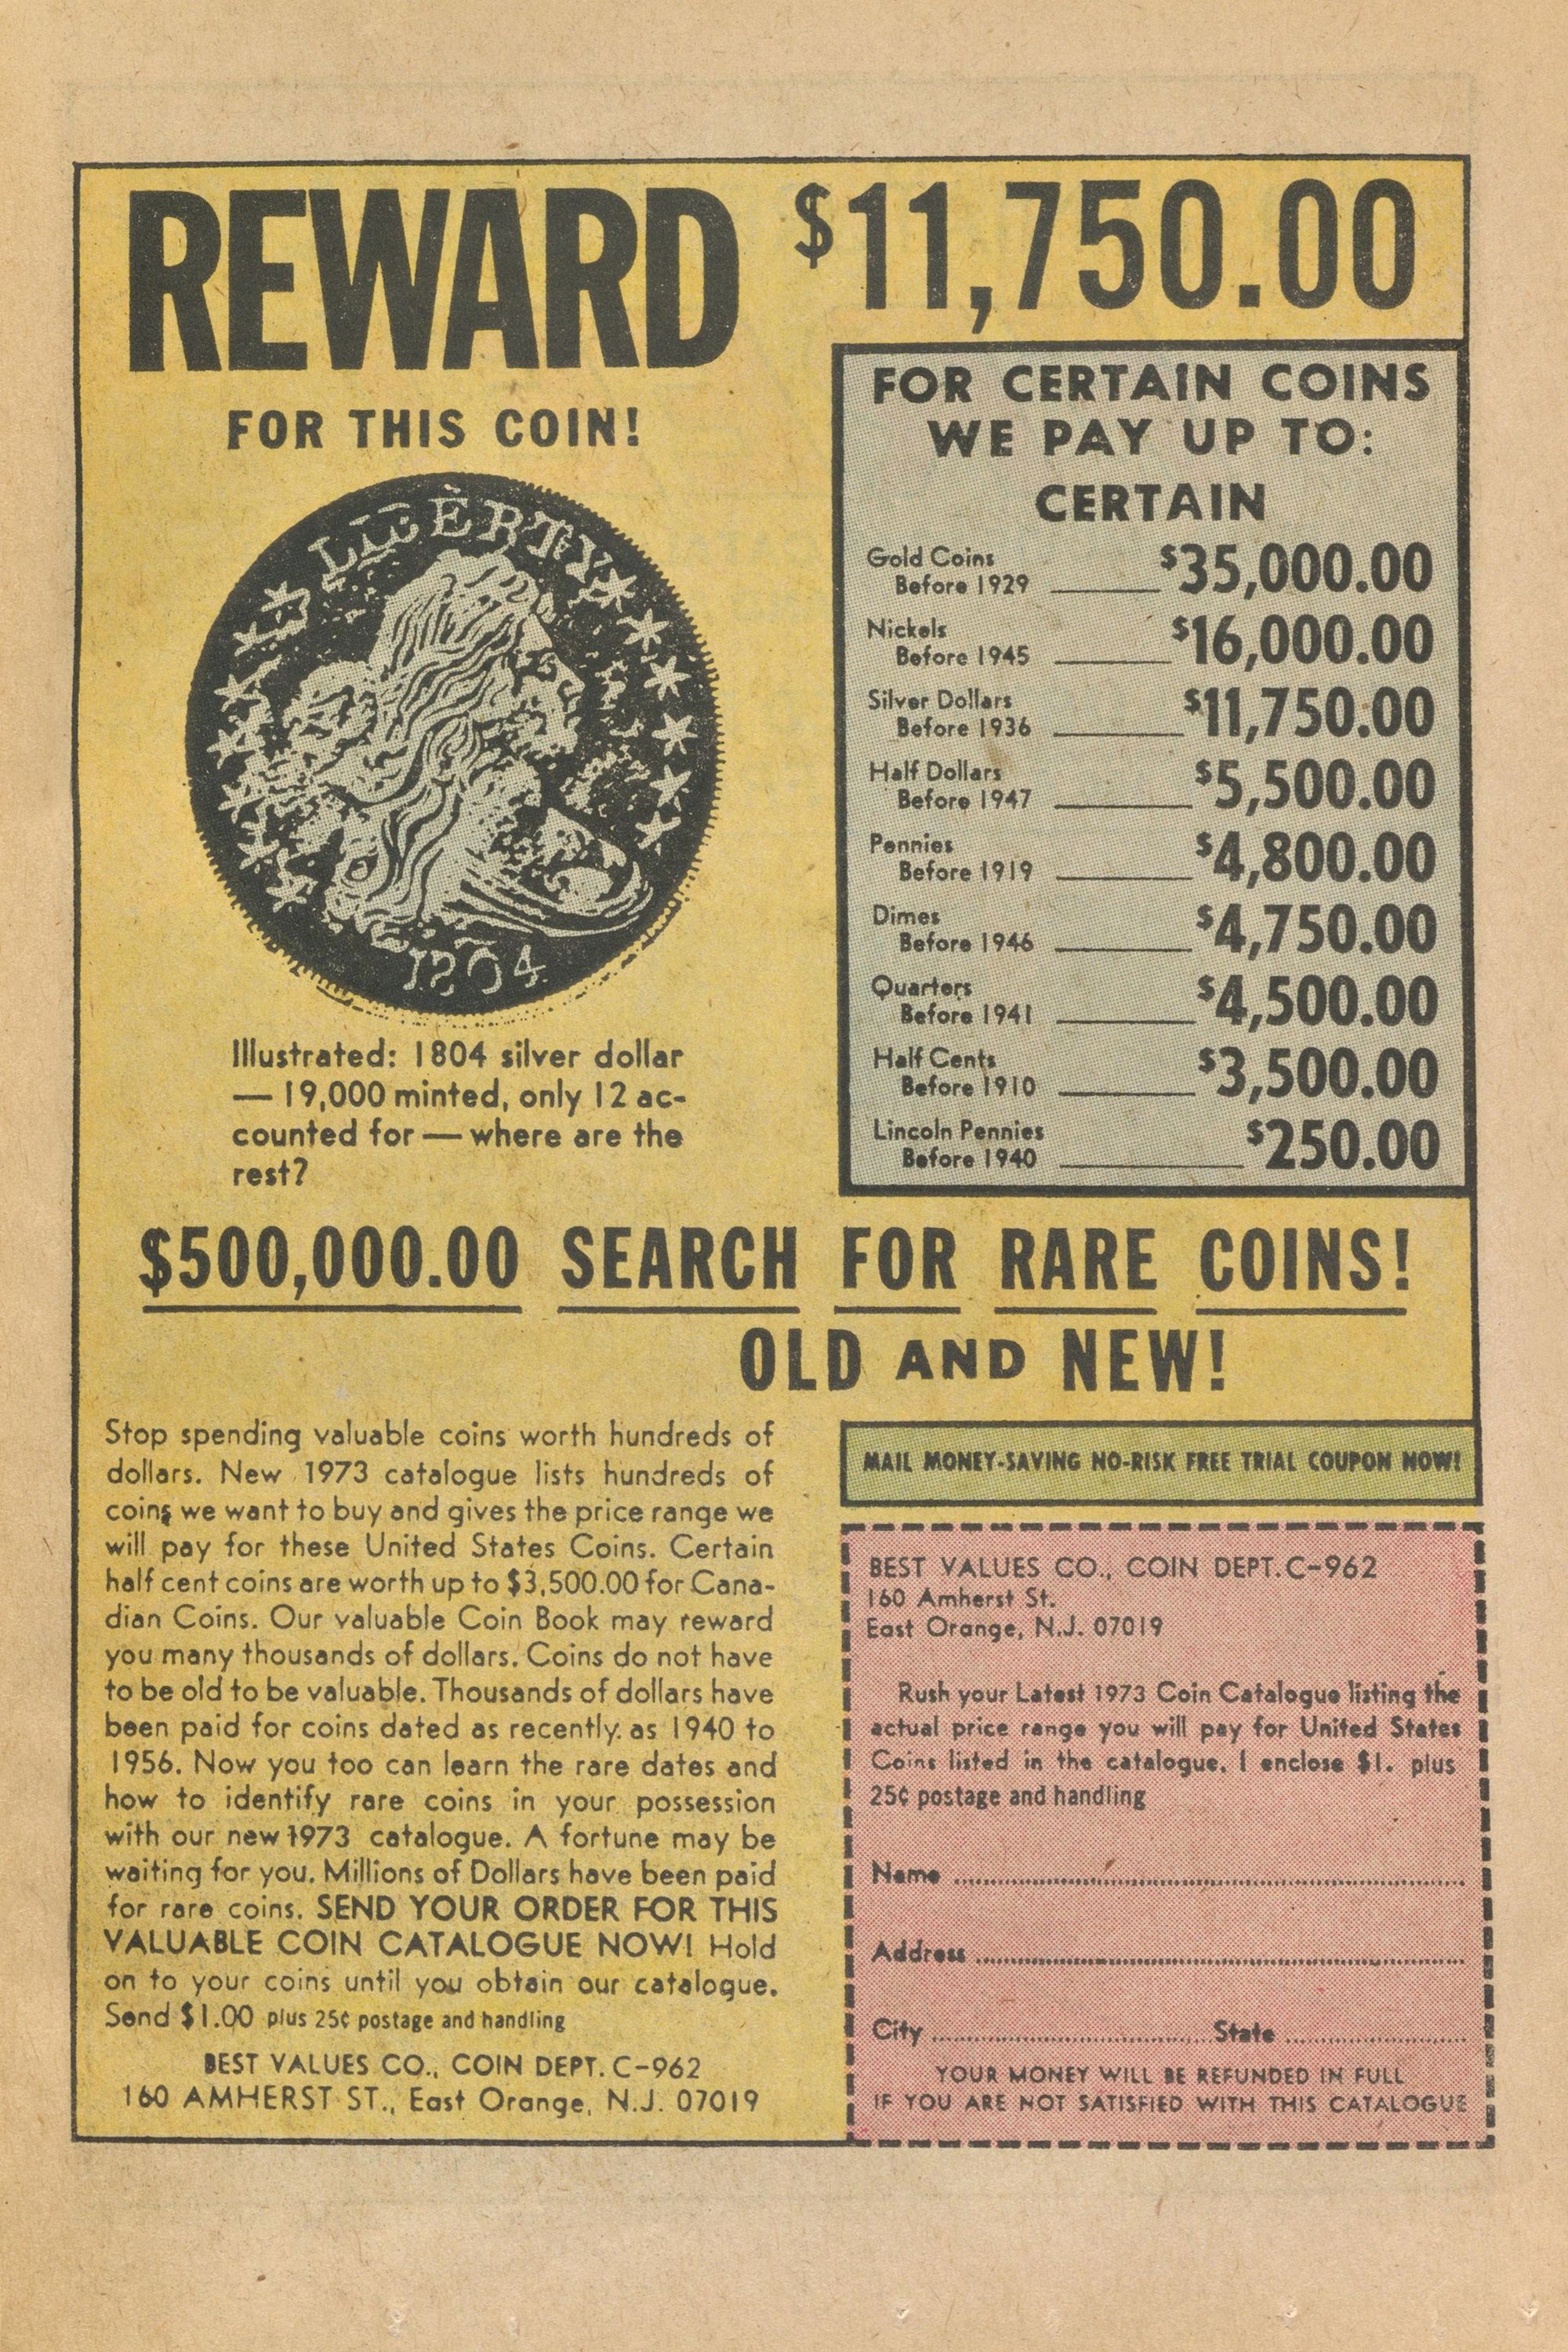 REWARD $11,750.00
FOR THIS COIN!
LIBERTY
1804
Illustrated: 1804 silver dollar
— 19,000 minted, only 12 ac-
counted for — where are the
rest?
FOR CERTAIN COINS
WE PAY UP TO:
CERTAIN
Gold Coins
Before 1929 $35,000.00
Nickels
Before 1945 $16,000.00
Silver Dollars
Before 1936 $11,750.00
Half Dollars
Before 1947 $5,500.00
Pennies
Before 1919 $4,800.00
Dimes
Before 1946 $4,750.00
Quarters
Before 1941 $4,500.00
Half Cents
Before 1910 $3,500.00
Lincoln Pennies
Before 1940 $250.00
$500,000.00 SEARCH FOR RARE COINS!
OLD AND NEW!
Stop spending valuable coins worth hundreds of
dollars. New 1973 catalogue lists hundreds of
coins we want to buy and gives the price range we
will pay for these United States Coins. Certain
half cent coins are worth up to $3,500.00 for Cana-
dian Coins. Our valuable Coin Book may reward
you many thousands of dollars. Coins do not have
to be old to be valuable. Thousands of dollars have
been paid for coins dated as recently as 1940 to
1956. Now you too can learn the rare dates and
how to identify rare coins in your possession
with our new 1973 catalogue. A fortune may be
waiting for you. Millions of Dollars have been paid
for rare coins. SEND YOUR ORDER FOR THIS
VALUABLE COIN CATALOGUE NOW! Hold
on to your coins until you obtain our catalogue.
Send $1.00 plus 25¢ postage and handling
BEST VALUES CO., COIN DEPT. C-962
160 AMHERST ST., East Orange, N.J. 07019
MAIL MONEY-SAVING NO-RISK FREE TRIAL COUPON NOW!
BEST VALUES CO., COIN DEPT. C-962
160 Amherst St.
East Orange, N.J. 07019
Rush your Latest 1973 Coin Catalogue listing the
actual price range you will pay for United States
Coins listed in the catalogue. I enclose $1. plus
25¢ postage and handling
Name
Address
City State
YOUR MONEY WILL BE REFUNDED IN FULL
IF YOU ARE NOT SATISFIED WITH THIS CATALOGUE